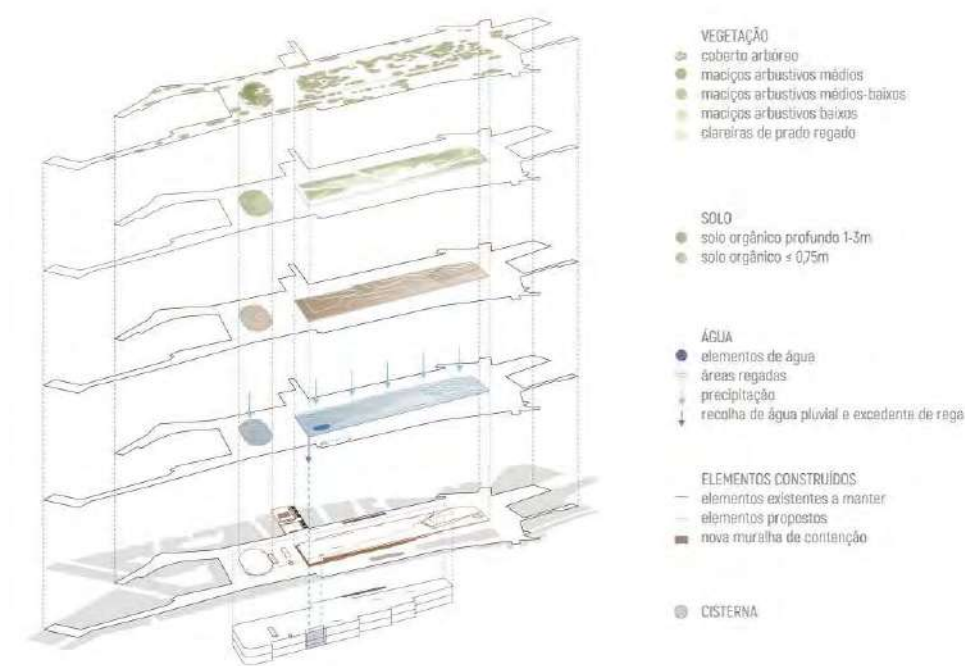 VEGETAÇÃO
coberto arbóreo
maciços arbustivos médios
maciços arbustivos médios-baixos
maciços arbustivos baixos
clareiras de prado regado
SOLO
solo orgânico profundo 1-3m
solo orgânico ≤ 0,75m
ÁGUA
elementos de água
áreas regadas
precipitação
recolha de água pluvial e excedente de rega
ELEMENTOS CONSTRUÍDOS
elementos existentes a manter
elementos propostos
nova muralha de contenção
CISTERNA